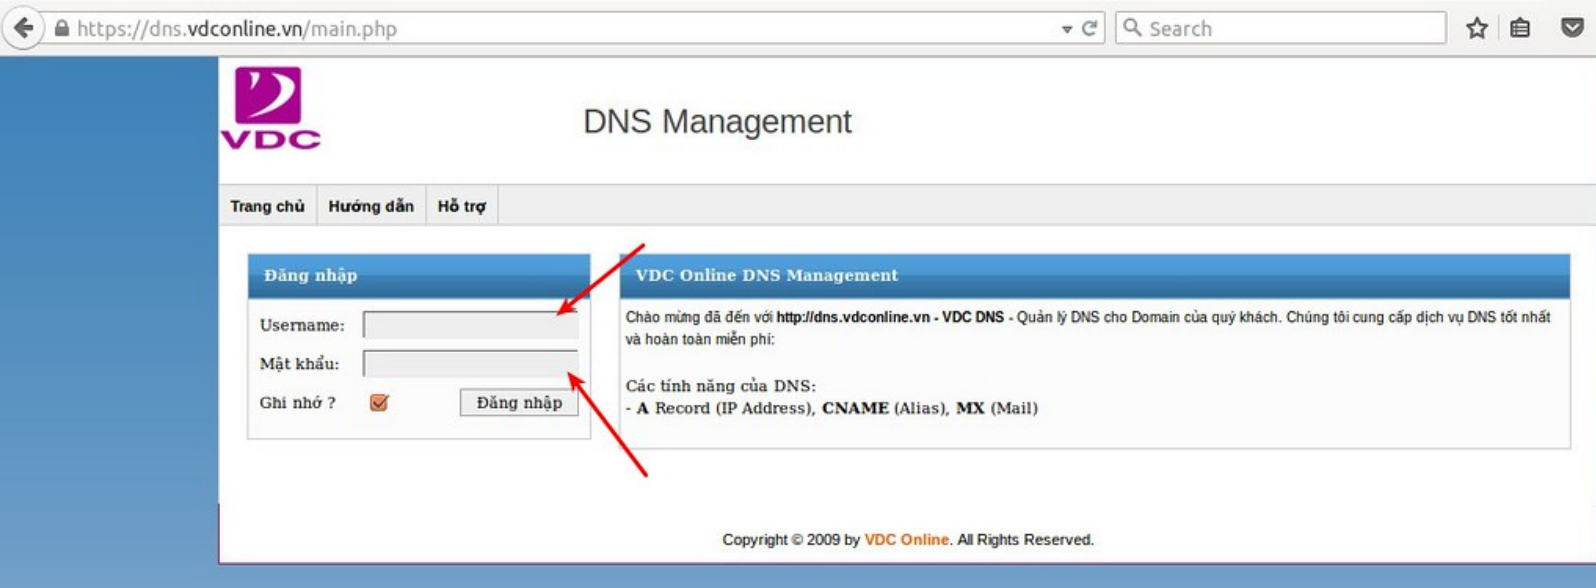 https://dns.vdconline.vn/main.php
Search
VDC
DNS Management
Trang chủ Hướng dẫn Hỗ trợ
Đăng nhập
Username:
Mật khẩu:
Ghi nhớ ?
Đăng nhập
VDC Online DNS Management
Chào mừng đã đến với http://dns.vdconline.vn - VDC DNS - Quản lý DNS cho Domain của quý khách. Chúng tôi cung cấp dịch vụ DNS tốt nhất
và hoàn toàn miễn phí:
Các tính năng của DNS:
- A Record (IP Address), CNAME (Alias), MX (Mail)
Copyright © 2009 by VDC Online. All Rights Reserved.